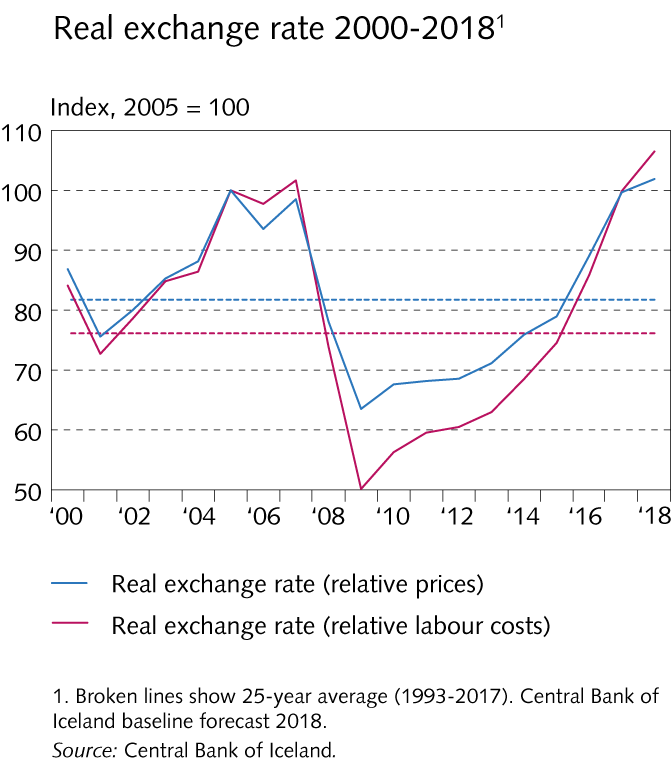 Real exchange rate 2000-2018¹
Index, 2005 = 100
110
100
90
80
70
60
50
‘00 ‘02 ‘04 ‘06 ‘08 ‘10 ‘12 ‘14 ‘16 ‘18
Real exchange rate (relative prices)
Real exchange rate (relative labour costs)
1. Broken lines show 25-year average (1993-2017). Central Bank of
Iceland baseline forecast 2018.
Source: Central Bank of Iceland.